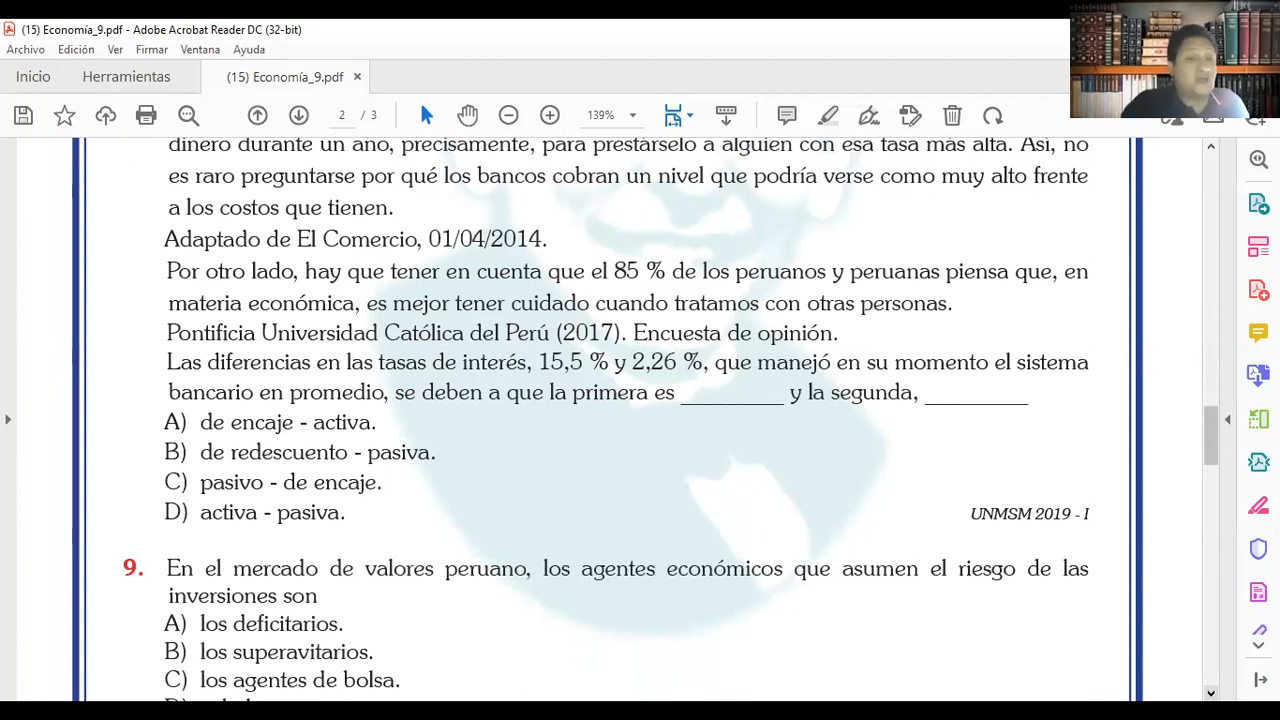 (15) Economía_9.pdf - Adobe Acrobat Reader DC (32-bit)
Archivo Edición Ver Firmar Ventana Ayuda
Inicio Herramientas (15) Economía_9.pdf ×
2 / 3 139%
dinero durante un año, precisamente, para prestárselo a alguien con esa tasa más alta. Así, no
es raro preguntarse por qué los bancos cobran un nivel que podría verse como muy alto frente
a los costos que tienen.
Adaptado de El Comercio, 01/04/2014.
Por otro lado, hay que tener en cuenta que el 85 % de los peruanos y peruanas piensa que, en
materia económica, es mejor tener cuidado cuando tratamos con otras personas.
Pontificia Universidad Católica del Perú (2017). Encuesta de opinión.
Las diferencias en las tasas de interés, 15,5 % y 2,26 %, que manejó en su momento el sistema
bancario en promedio, se deben a que la primera es _________ y la segunda, _________
A) de encaje - activa.
B) de redescuento - pasiva.
C) pasivo - de encaje.
D) activa - pasiva.
UNMSM 2019 - I
9. En el mercado de valores peruano, los agentes económicos que asumen el riesgo de las
inversiones son
A) los deficitarios.
B) los superavitarios.
C) los agentes de bolsa.